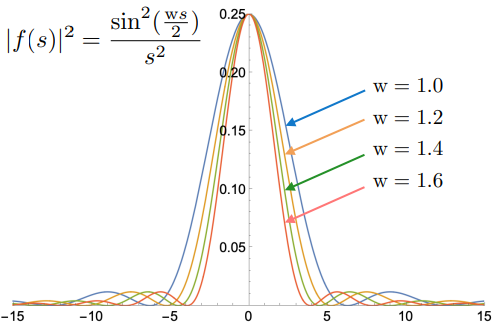 |f(s)|² = sin²(ws/2) / s²
0.25
0.20
0.15
0.10
0.05
w = 1.0
w = 1.2
w = 1.4
w = 1.6
-15 -10 -5 0 5 10 15